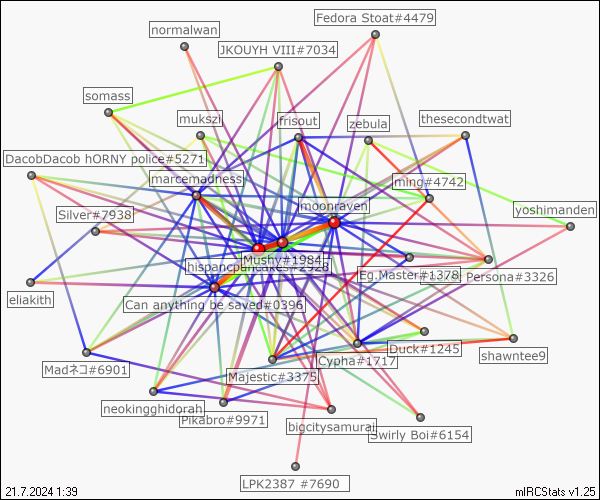 Fedora Stoat#4479
normalwan
JKOUYH VIII#7034
somass
mukszi
frisout
zebula
thesecondtwat
DacobDacob hORNY police#5271
marcemadness
ming#4742
moonraven
Silver#7938
yoshimanden
Mushy#1984
hispancpancakes#2928
Eg.Master#1378
Persona#3326
eliakith
Can anything be saved#0396
Duck#1245
shawntee9
Cypha#1717
Madネコ#6901
Majestic#3375
neokingghidorah
Pikabro#9971
bigcitysamurai
Swirly Boi#6154
LPK2387 #7690
21.7.2024 1:39
mIRCStats v1.25